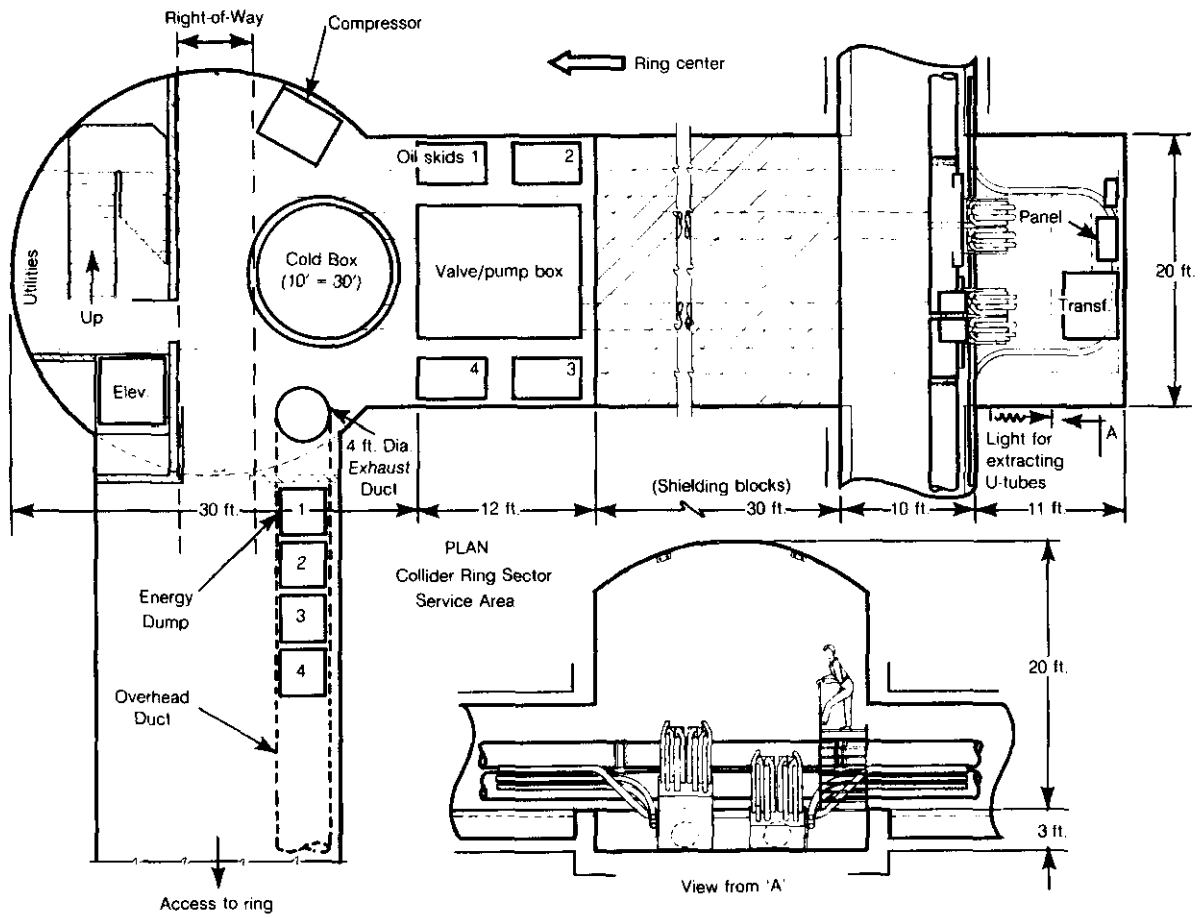 Right-of-Way
Compressor
Ring center
Oil skids 1
2
Utilities
Up
Cold Box
(10' = 30')
Valve/pump box
Panel
20 ft.
Transf.
Elev.
4
3
4 ft. Dia.
Exhaust
Duct
Light for
extracting
U-tubes
A
30 ft.
12 ft.
(Shielding blocks)
30 ft.
10 ft.
11 ft.
1
2
3
4
Energy
Dump
PLAN
Collider Ring Sector
Service Area
Overhead
Duct
20 ft.
3 ft.
View from 'A'
Access to ring